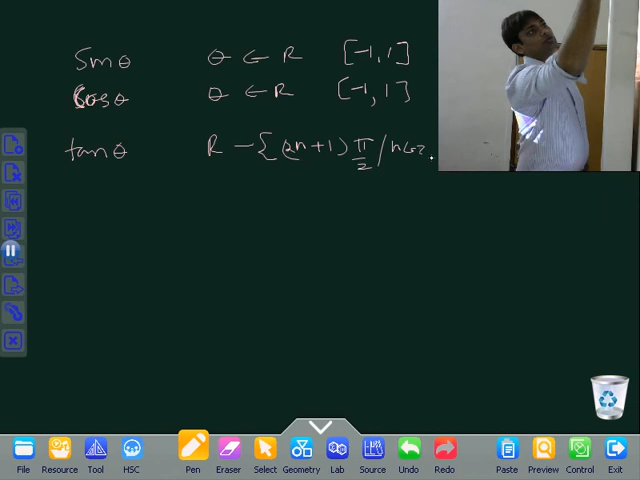 sinθ θ ∈ R [-1, 1]
cosθ θ ∈ R [-1, 1]
tanθ R - {(2n+1) π/2 / n∈z
File Resource Tool HSC Pen Eraser Select Geometry Lab Source Undo Redo Paste Preview Control Exit